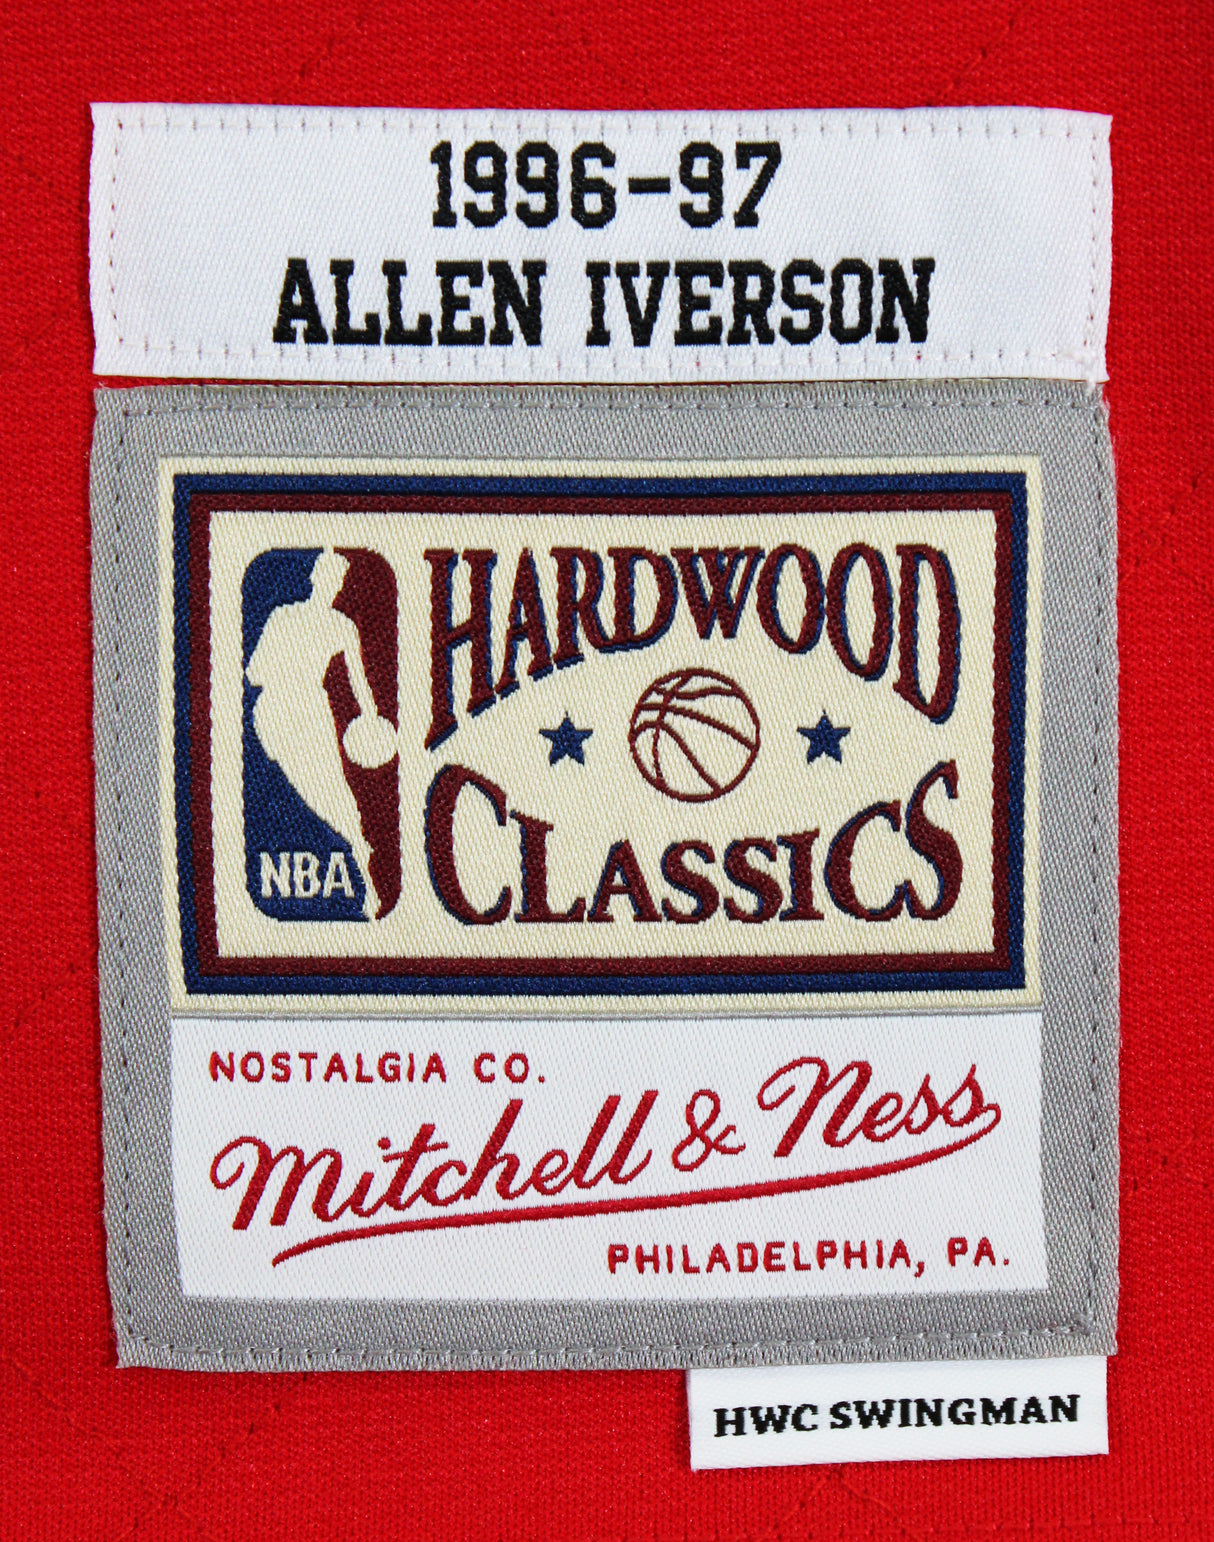 1996-97
ALLEN IVERSON
HARDWOOD
CLASSICS
NBA
NOSTALGIA CO.
Mitchell & Ness
PHILADELPHIA, PA.
HWC SWINGMAN